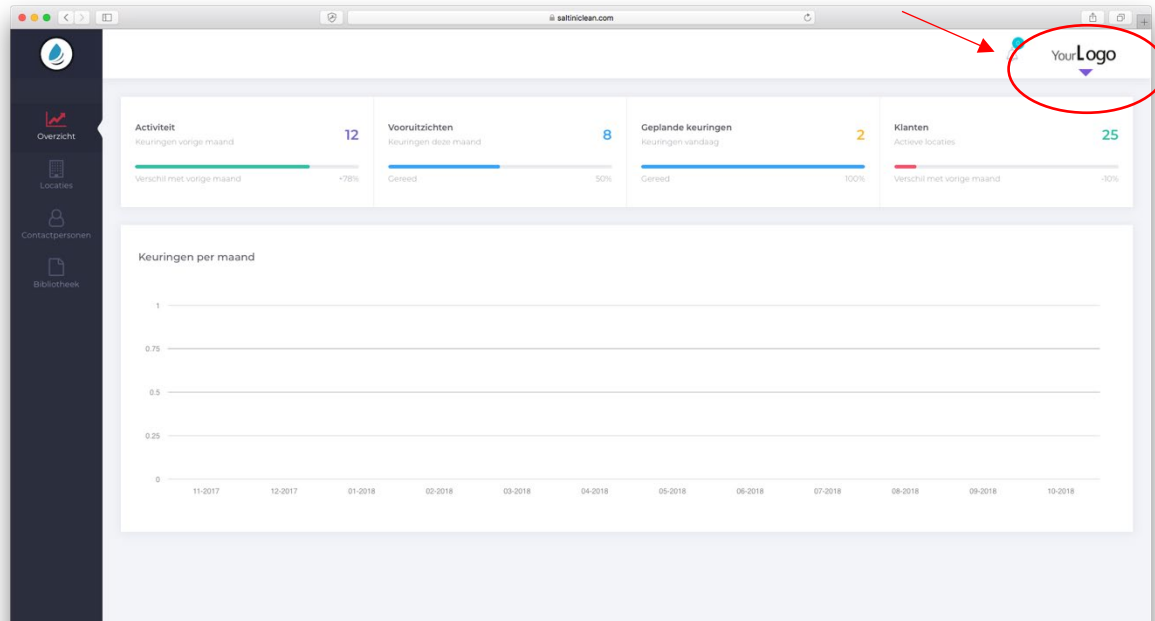 saltiniclean.com
YourLogo
Overzicht
Locaties
Contactpersonen
Bibliotheek
Activiteit
12
Keuringen vorige maand
Verschil met vorige maand
+78%
Vooruitzichten
8
Keuringen deze maand
Gereed
50%
Geplande keuringen
2
Keuringen vandaag
Gereed
100%
Klanten
25
Actieve locaties
Verschil met vorige maand
-10%
Keuringen per maand
1
0.75
0.5
0.25
0
11-2017 12-2017 01-2018 02-2018 03-2018 04-2018 05-2018 06-2018 07-2018 08-2018 09-2018 10-2018